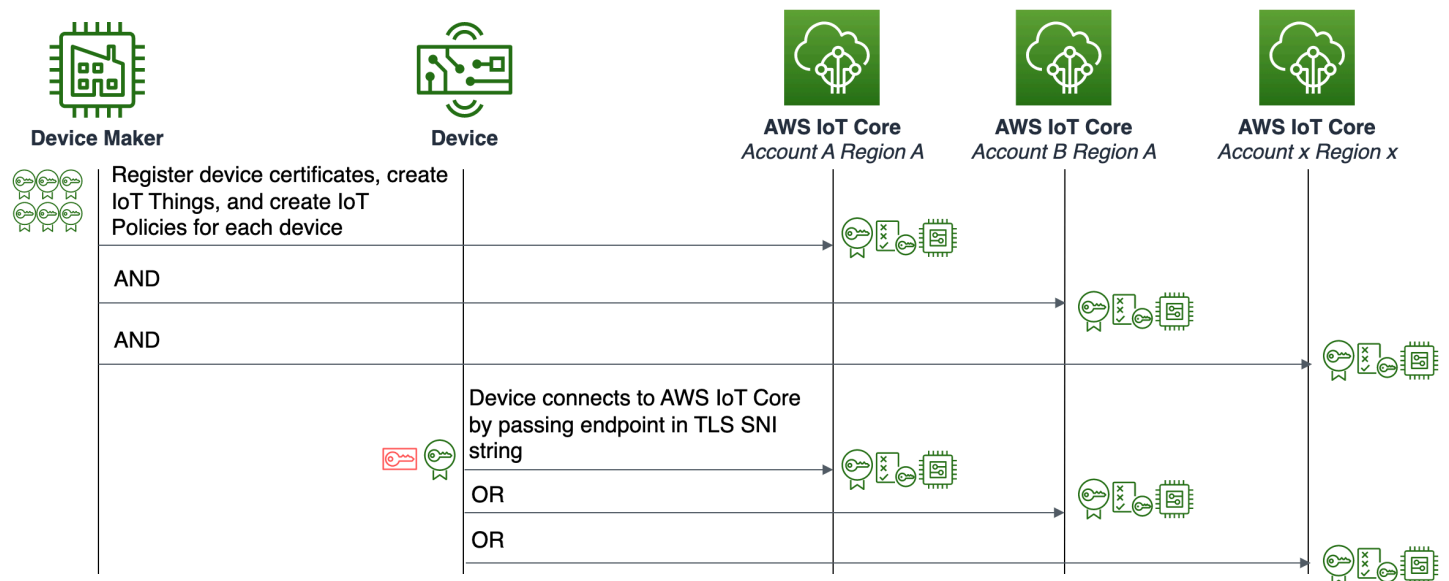 Device Maker
Device
AWS IoT Core
Account A Region A
AWS IoT Core
Account B Region A
AWS IoT Core
Account x Region x
Register device certificates, create
IoT Things, and create IoT
Policies for each device
AND
AND
Device connects to AWS IoT Core
by passing endpoint in TLS SNI
string
OR
OR